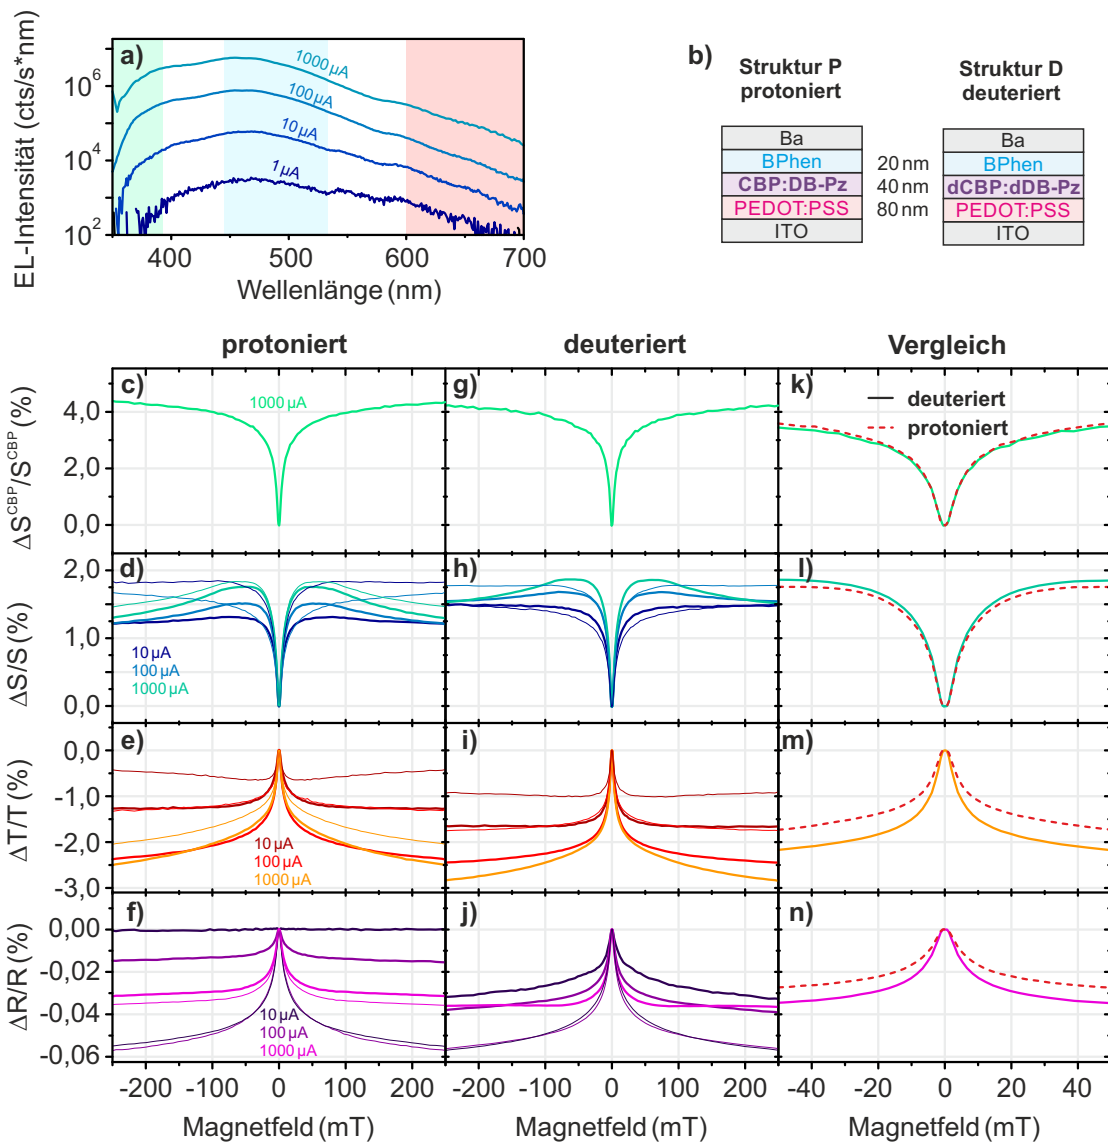 a)
EL-Intensität (cts/s*nm)
10⁶
10⁴
10²
1000 µA
100 µA
10 µA
1 µA
400 500 600 700
Wellenlänge (nm)
b)
Struktur P
protoniert
Struktur D
deuteriert
Ba
BPhen
CBP:DB-Pz
PEDOT:PSS
ITO
20 nm
40 nm
80 nm
Ba
BPhen
dCBP:dDB-Pz
PEDOT:PSS
ITO
protoniert deuteriert Vergleich
c)
1000 µA
ΔS^CBP/S^CBP (%)
4,0
2,0
0,0
g)
k)
deuteriert
protoniert
d)
ΔS/S (%)
2.0
1.0
0,0
10 µA
100 µA
1000 µA
h)
l)
e)
ΔT/T (%)
0,0
-1,0
-2,0
-3,0
10 µA
100 µA
1000 µA
i)
m)
f)
ΔR/R (%)
0,00
-0,02
-0,04
-0,06
10 µA
100 µA
1000 µA
j)
n)
-200 -100 0 100 200
Magnetfeld (mT)
-200 -100 0 100 200
Magnetfeld (mT)
-40 -20 0 20 40
Magnetfeld (mT)